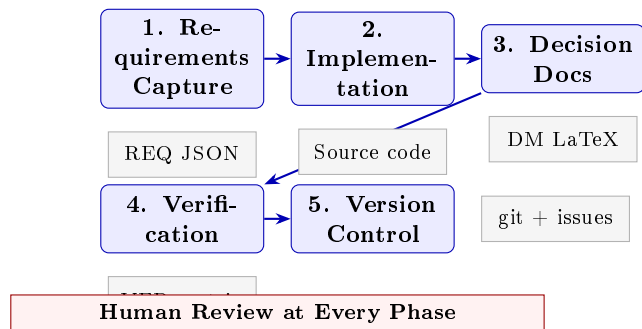 1. Re-
quirements
Capture
2.
Implemen-
tation
3. Decision
Docs
REQ JSON
Source code
DM LaTeX
4. Verifi-
cation
5. Version
Control
git + issues
Human Review at Every Phase